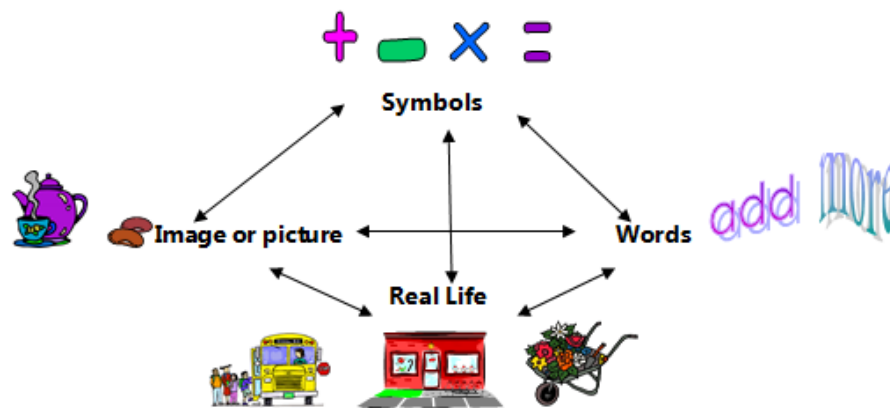 + - × =
Symbols
Image or picture
Words add more
Real Life